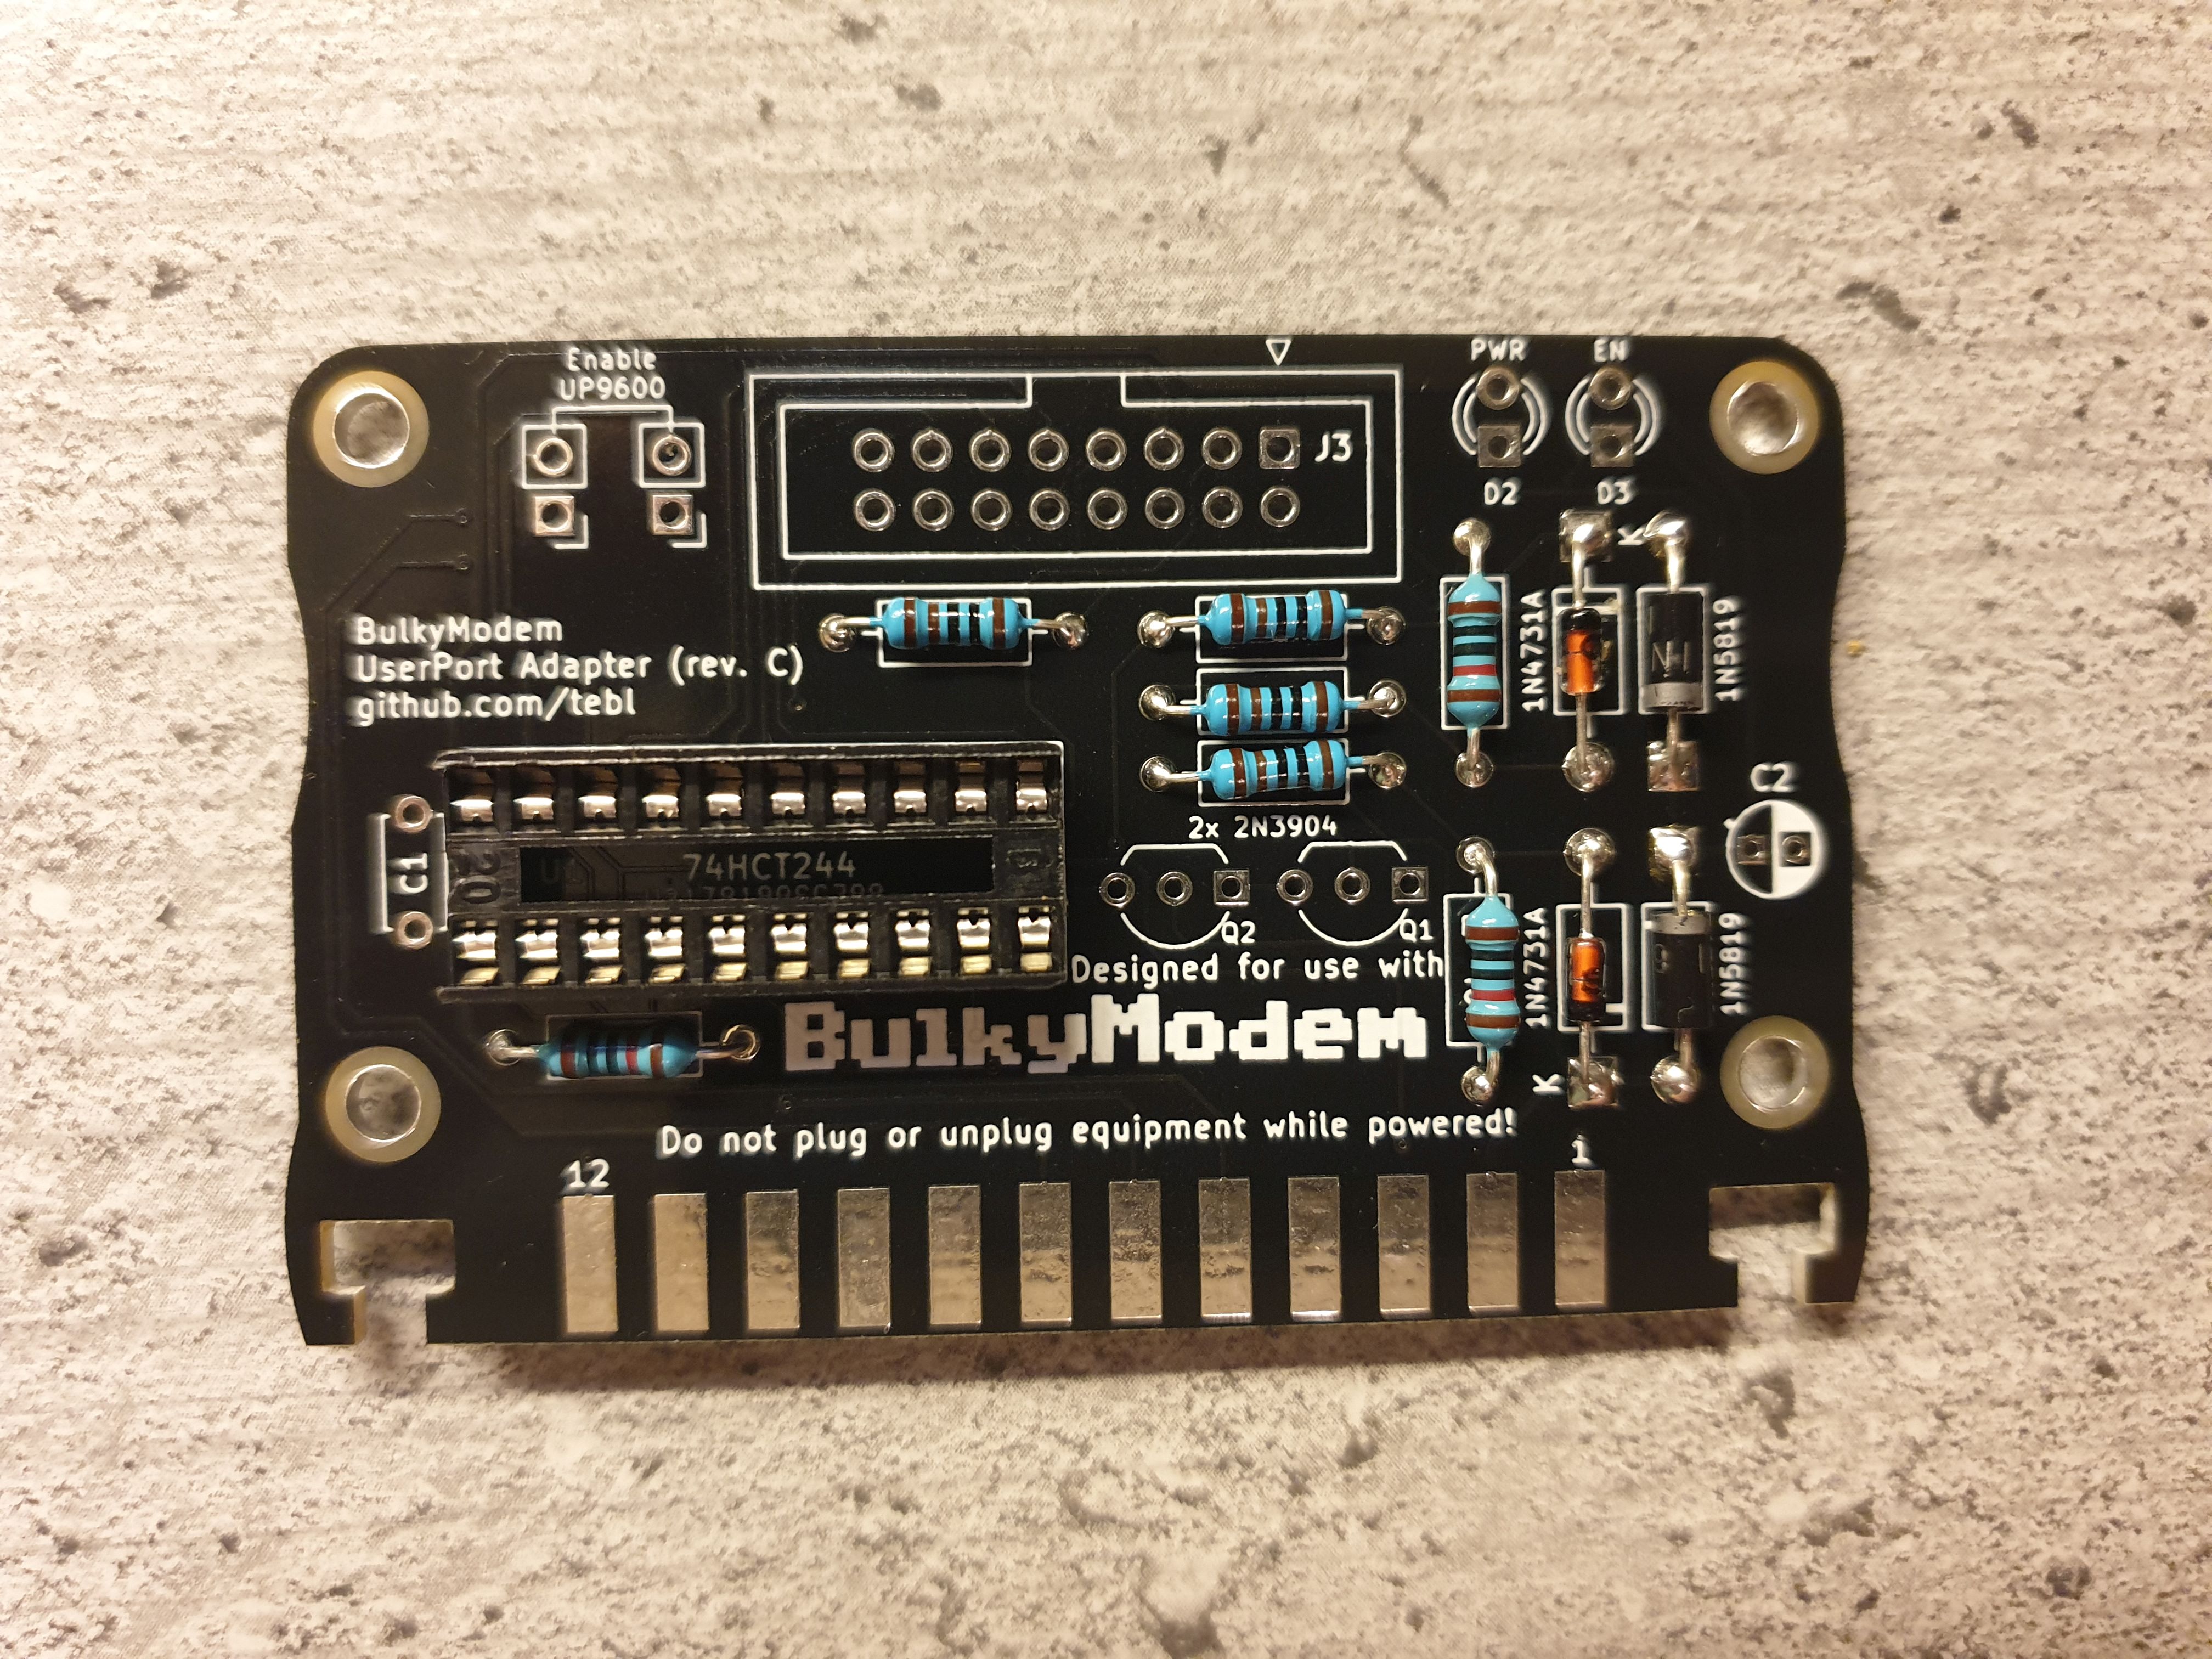 Enable
UP9600
PWR
EN
J3
D2
D3
K
BulkyModem
UserPort Adapter (rev. C)
github.com/tebl
1N4731A
1N5819
C2
2x 2N3904
C1
20
74HCT244
Q2
Q1
Designed for use with
BulkyModem
1N4731A
1N5819
K
Do not plug or unplug equipment while powered!
12
1